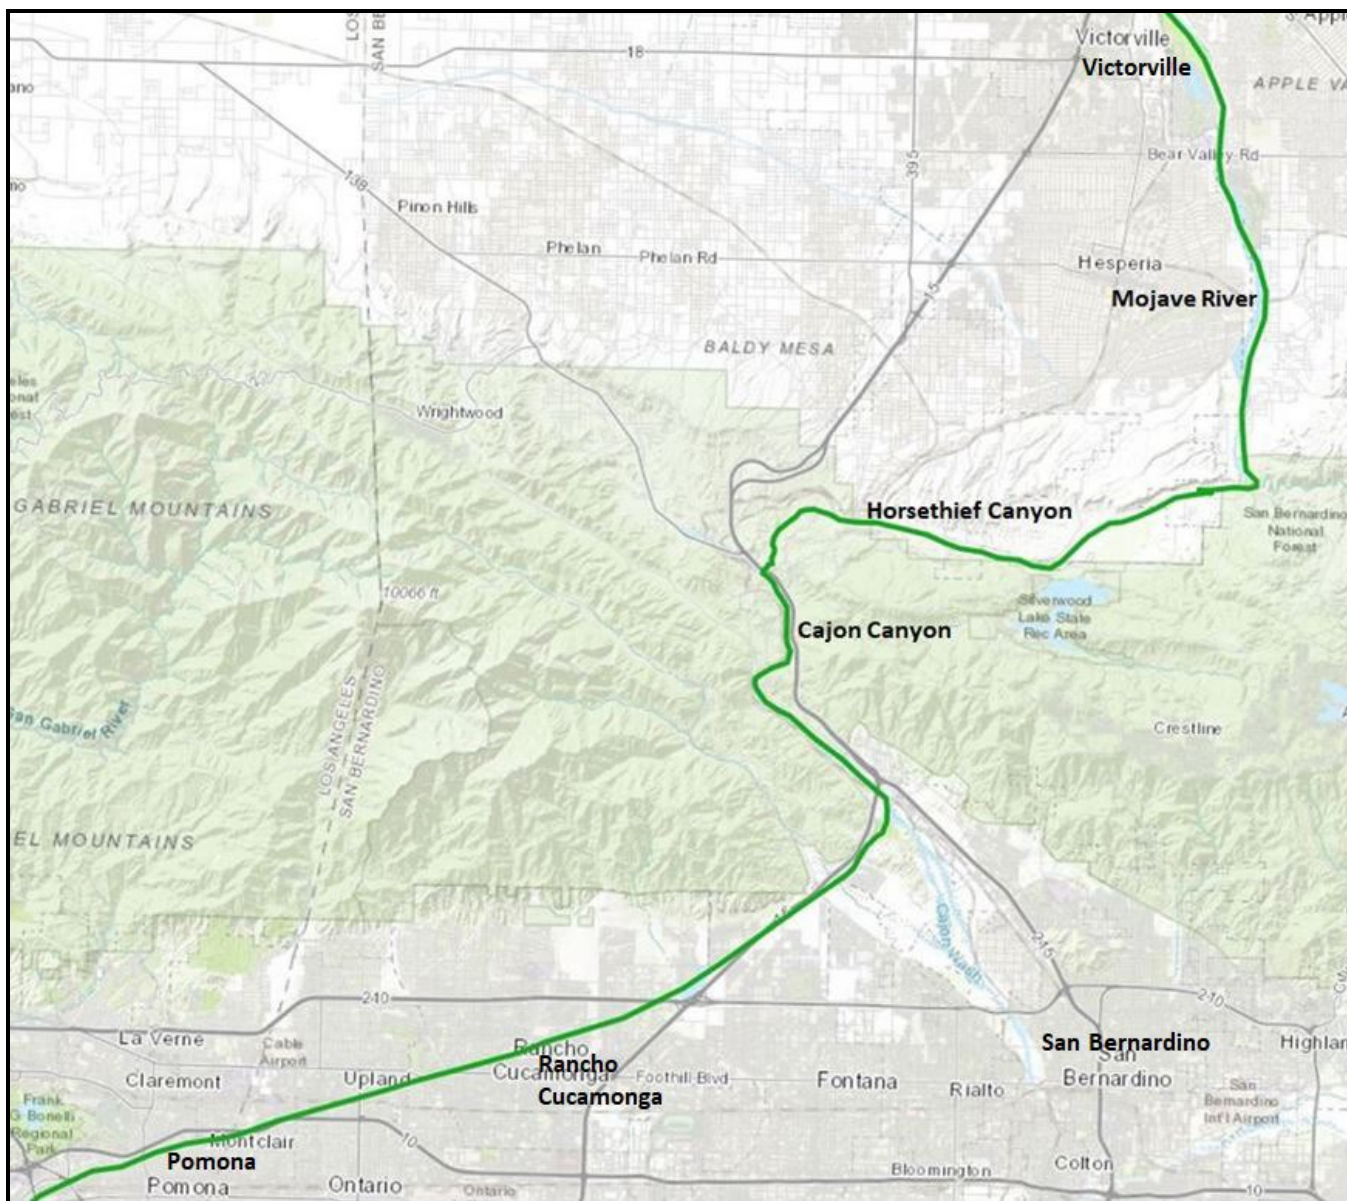 Victorville
Victorville
18
APPLE VA
Bear Valley Rd
395
138
Pinon Hills
Phelan
Phelan Rd
Hesperia
15
Mojave River
BALDY MESA
Wrightwood
GABRIEL MOUNTAINS
Horsethief Canyon
San Bernardino
National
Forest
10066 ft
Silverwood
Lake State
Rec Area
Cajon Canyon
San Gabriel River
LOS ANGELES
SAN BERNARDINO
Crestline
EL MOUNTAINS
Cajon Wash
215
210
210
La Verne
Cable
Airport
Rancho
Cucamonga
Rancho
Cucamonga
San Bernardino
San
Bernardino
Highlan
Claremont
Upland
Foothill Blvd
Fontana
Rialto
San
Bernardino
Int'l Airport
Frank
G Bonelli
Regional
Park
Montclair
10
Pomona
Pomona
Ontario
Ontario
Bloomington
Colton
10